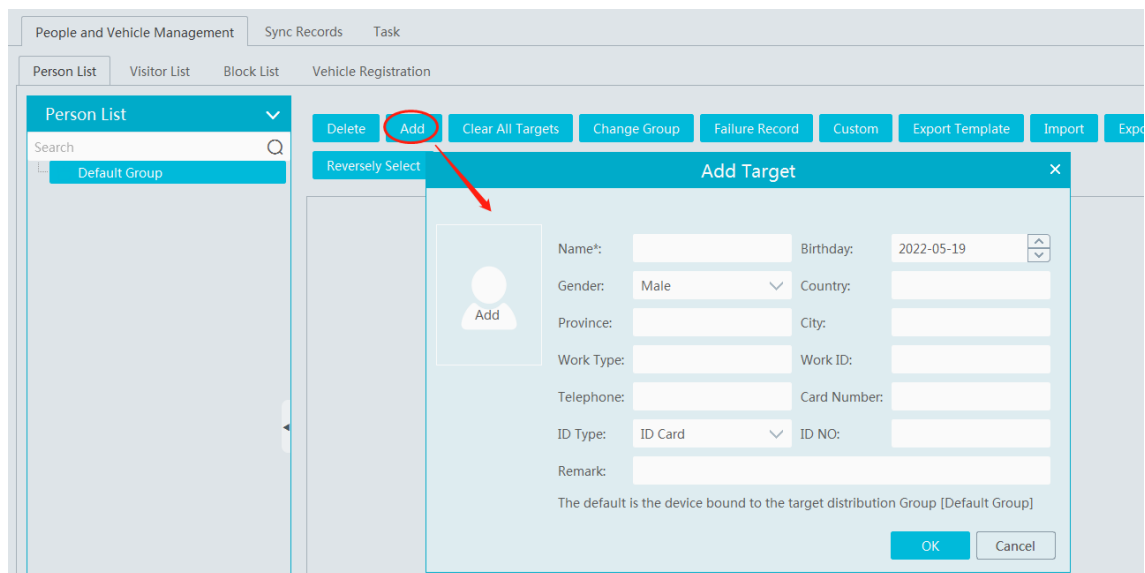 People and Vehicle Management Sync Records Task
Person List Visitor List Block List Vehicle Registration
Person List
Search
Default Group
Delete Add Clear All Targets Change Group Failure Record Custom Export Template Import Expo
Reversely Select
Add Target
Add
Name*: Birthday: 2022-05-19
Gender: Male Country:
Province: City:
Work Type: Work ID:
Telephone: Card Number:
ID Type: ID Card ID NO:
Remark:
The default is the device bound to the target distribution Group [Default Group]
OK Cancel